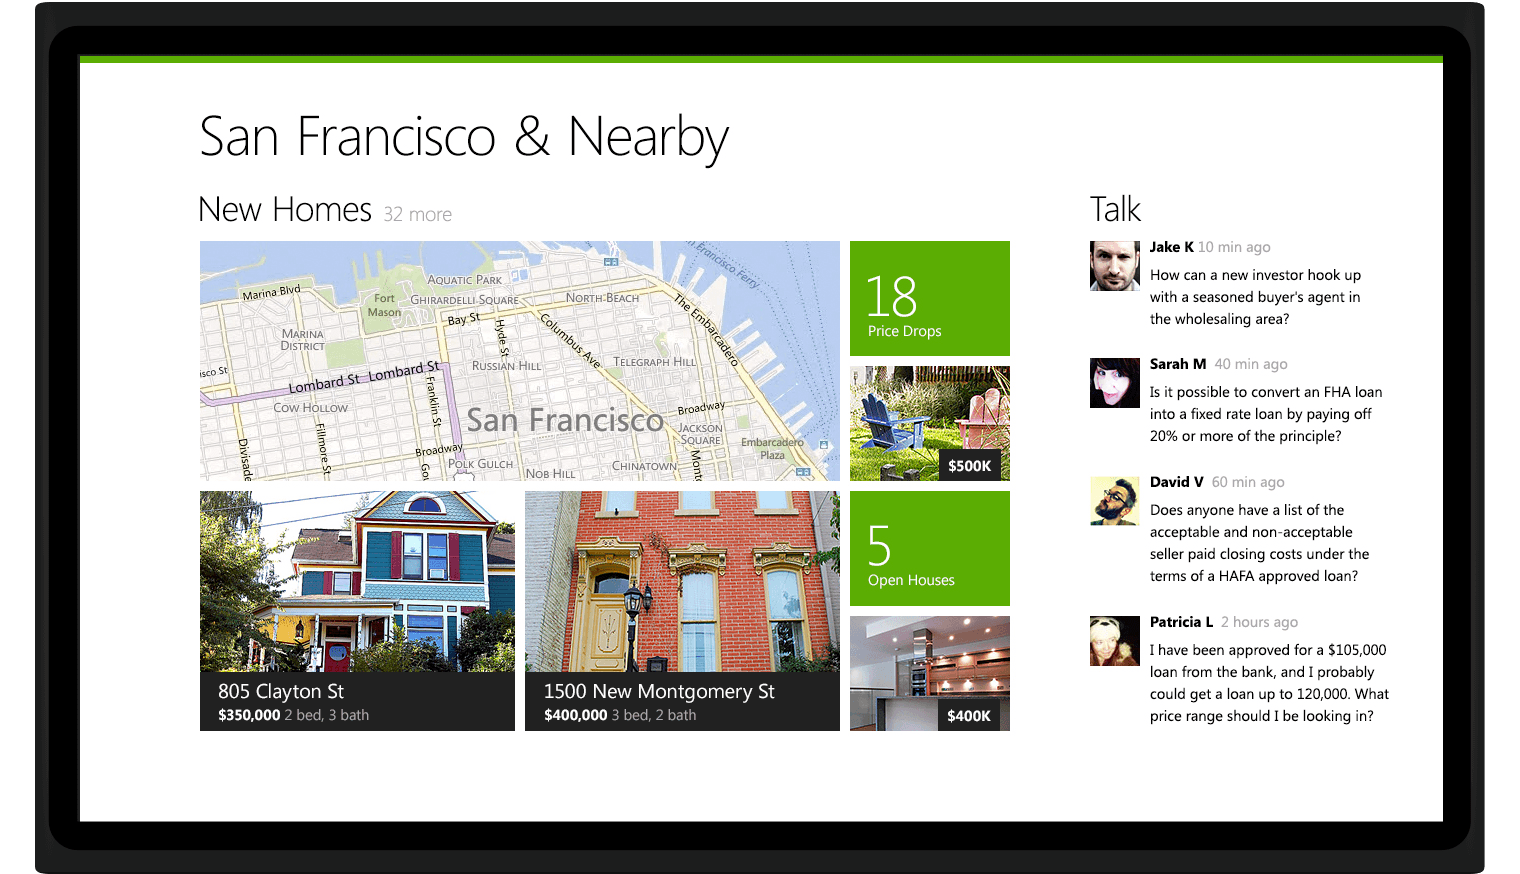 San Francisco & Nearby
New Homes 32 more
Marina Blvd
Fort
Mason
AQUATIC PARK
GHIRARDELLI SQUARE
NORTH BEACH
San Francisco Ferry
The Embarcadero
Bay St
Hyde St
Columbus Ave
MARINA
DISTRICT
RUSSIAN HILL
TELEGRAPH HILL
isco St
Lombard St
Lombard St
Franklin St
COW HOLLOW
San Francisco
Broadway
JACKSON
SQUARE
Embarcadero
Plaza
Divisade
Fillmore St
Broadway
POLK GULCH
Gou
NOB HILL
CHINATOWN
Mont
18
Price Drops
$500K
5
Open Houses
$400K
805 Clayton St
$350,000 2 bed, 3 bath
1500 New Montgomery St
$400,000 3 bed, 2 bath
Talk
Jake K 10 min ago
How can a new investor hook up
with a seasoned buyer's agent in
the wholesaling area?
Sarah M 40 min ago
Is it possible to convert an FHA loan
into a fixed rate loan by paying off
20% or more of the principle?
David V 60 min ago
Does anyone have a list of the
acceptable and non-acceptable
seller paid closing costs under the
terms of a HAFA approved loan?
Patricia L 2 hours ago
I have been approved for a $105,000
loan from the bank, and I probably
could get a loan up to 120,000. What
price range should I be looking in?